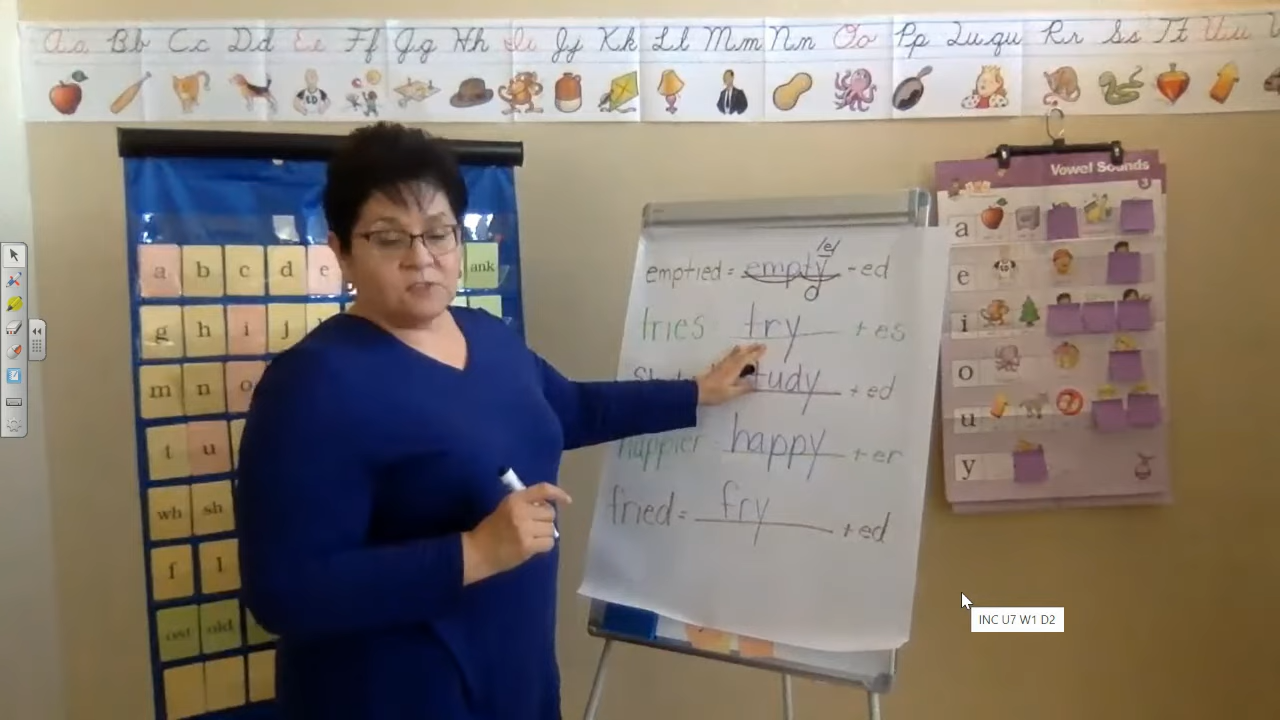 Aa Bb Cc Dd Ee Ff Gg Hh Ii Jj Kk Ll Mm Nn Oo Pp Qu qu Rr Ss Tt Uu
Vowel Sounds
3
a
e
i
o
u
y
a b c d e ank
g h i j
m n o
t u
wh sh
f l
ost old
/e/
emptied = empty + ed
tries try + es
tudy + ed
happier happy + er
fried = fry + ed
INC U7 W1 D2